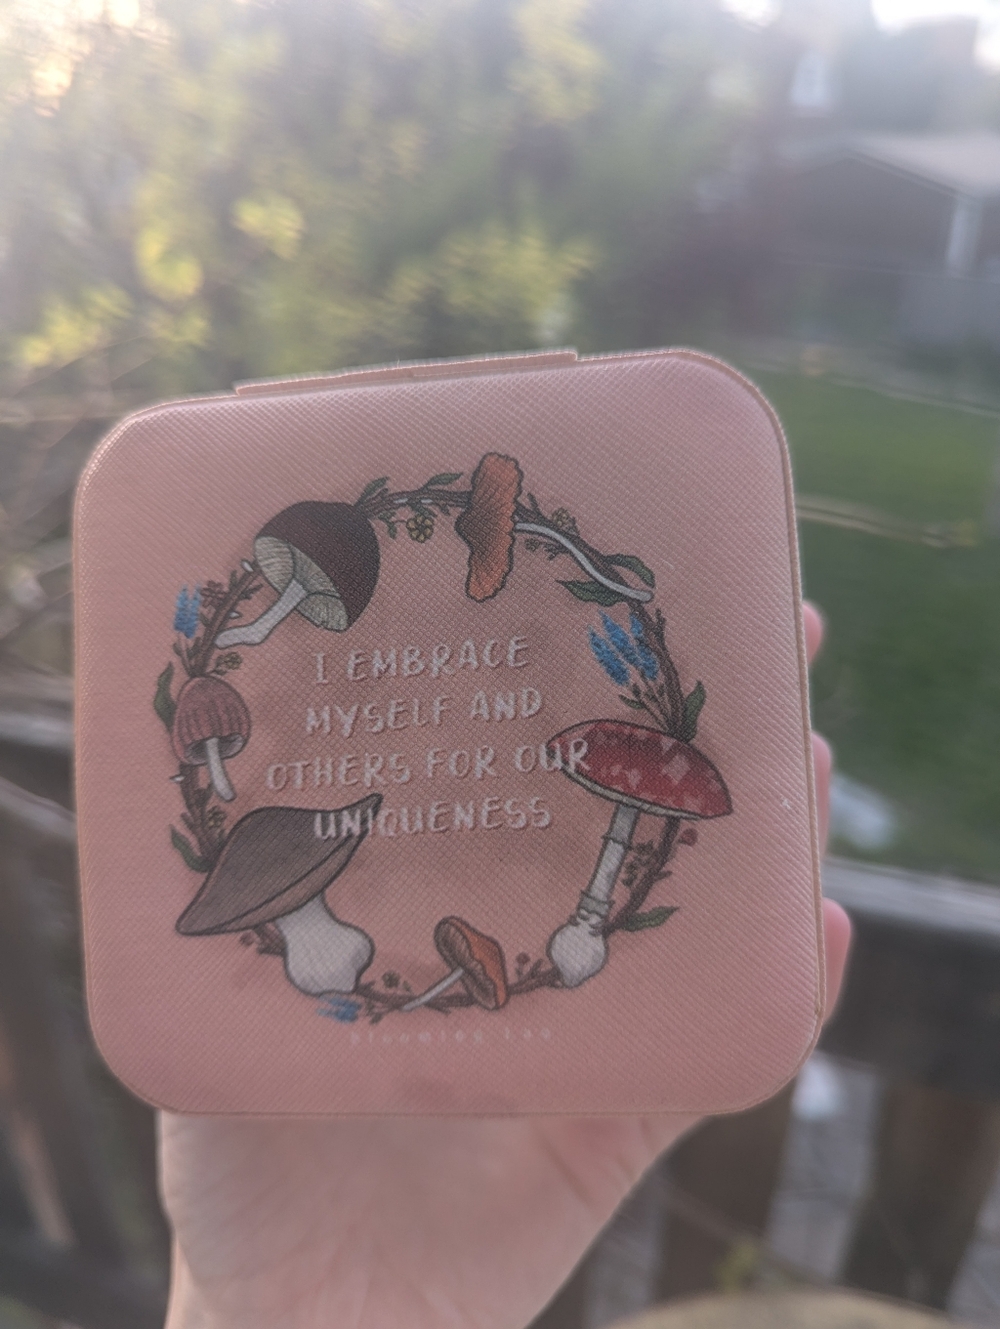 I EMBRACE
MYSELF AND
OTHERS FOR OUR
UNIQUENESS